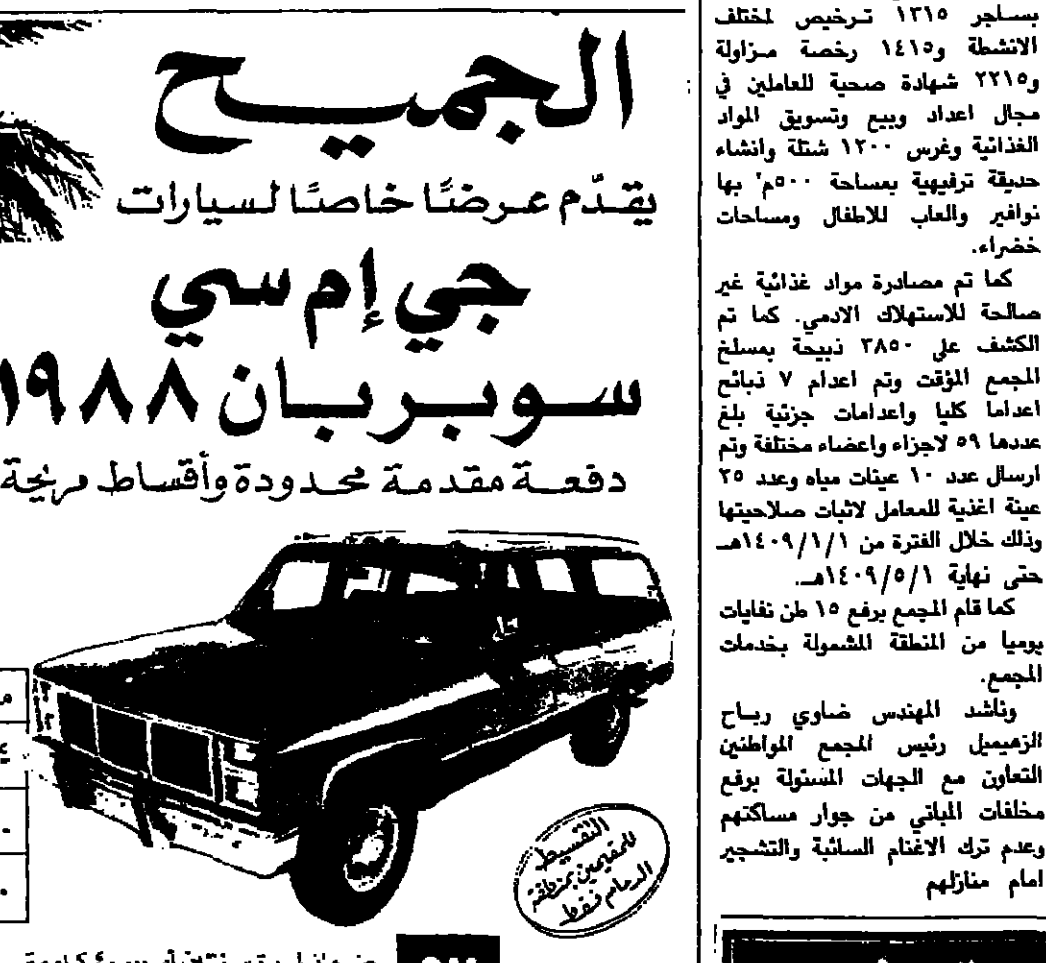 بساجر ١٣١٥ ترخيص لمختلف
الانشطة و١٤١٥ رخصة مزاولة
و٢٢١٥ شهادة صحية للعاملين في
مجال اعداد وبيع وتسويق المواد
الغذائية وغرس ١٢٠٠ شتلة وانشاء
حديقة ترفيهية بمساحة ٥٠٠م٢ بها
نوافير والعاب للاطفال ومساحات
خضراء.
كما تم مصادرة مواد غذائية غير
صالحة للاستهلاك الادمي. كما تم
الكشف على ٣٨٥٠ ذبيحة بمسلخ
المجمع المؤقت وتم اعدام ٧ ذبائح
اعداما كليا واعدامات جزئية بلغ
عددها ٥٩ لاجزاء واعضاء مختلفة وتم
ارسال عدد ١٠ عينات مياه وعدد ٢٥
عينة اغذية للمعامل لاثبات صلاحيتها
وذلك خلال الفترة من ١٤٠٩/١/١هـ
حتى نهاية ١٤٠٩/٥/١هـ.
كما قام المجمع برفع ١٥ طن نفايات
يوميا من المنطقة المشمولة بخدمات
المجمع.
وناشد المهندس ضاوي رباح
الزهيميل رئيس المجمع المواطنين
التعاون مع الجهات المسئولة برفع
مخلفات المباني من جوار مساكنهم
وعدم ترك الاغنام السائبة والتشجير
امام منازلهم
الجميح
يقدّم عرضًا خاصًا لسيارات
جي إم سي
سوبربان ١٩٨٨
دفعة مقدمة محدودة وأقساط مريحة
التقسيط
للمقيمين بمنطقة
الدمام فقط